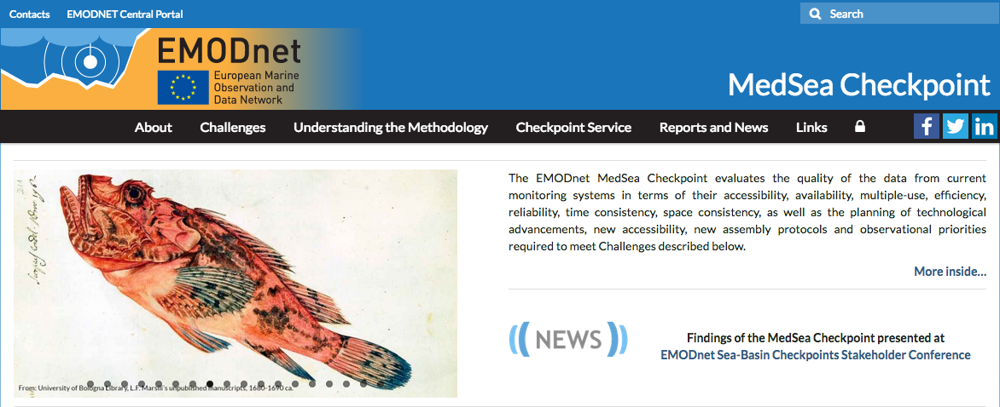 Contacts EMODNET Central Portal Search
EMODnet
European Marine
Observation and
Data Network
MedSea Checkpoint
About Challenges Understanding the Methodology Checkpoint Service Reports and News Links
The EMODnet MedSea Checkpoint evaluates the quality of the data from current
monitoring systems in terms of their accessibility, availability, multiple-use, efficiency,
reliability, time consistency, space consistency, as well as the planning of technological
advancements, new accessibility, new assembly protocols and observational priorities
required to meet Challenges described below.
More inside...
NEWS
Findings of the MedSea Checkpoint presented at
EMODnet Sea-Basin Checkpoints Stakeholder Conference
From: University of Bologna Library, L.F. Marsili's unpublished manuscripts, 1680-1690 ca.